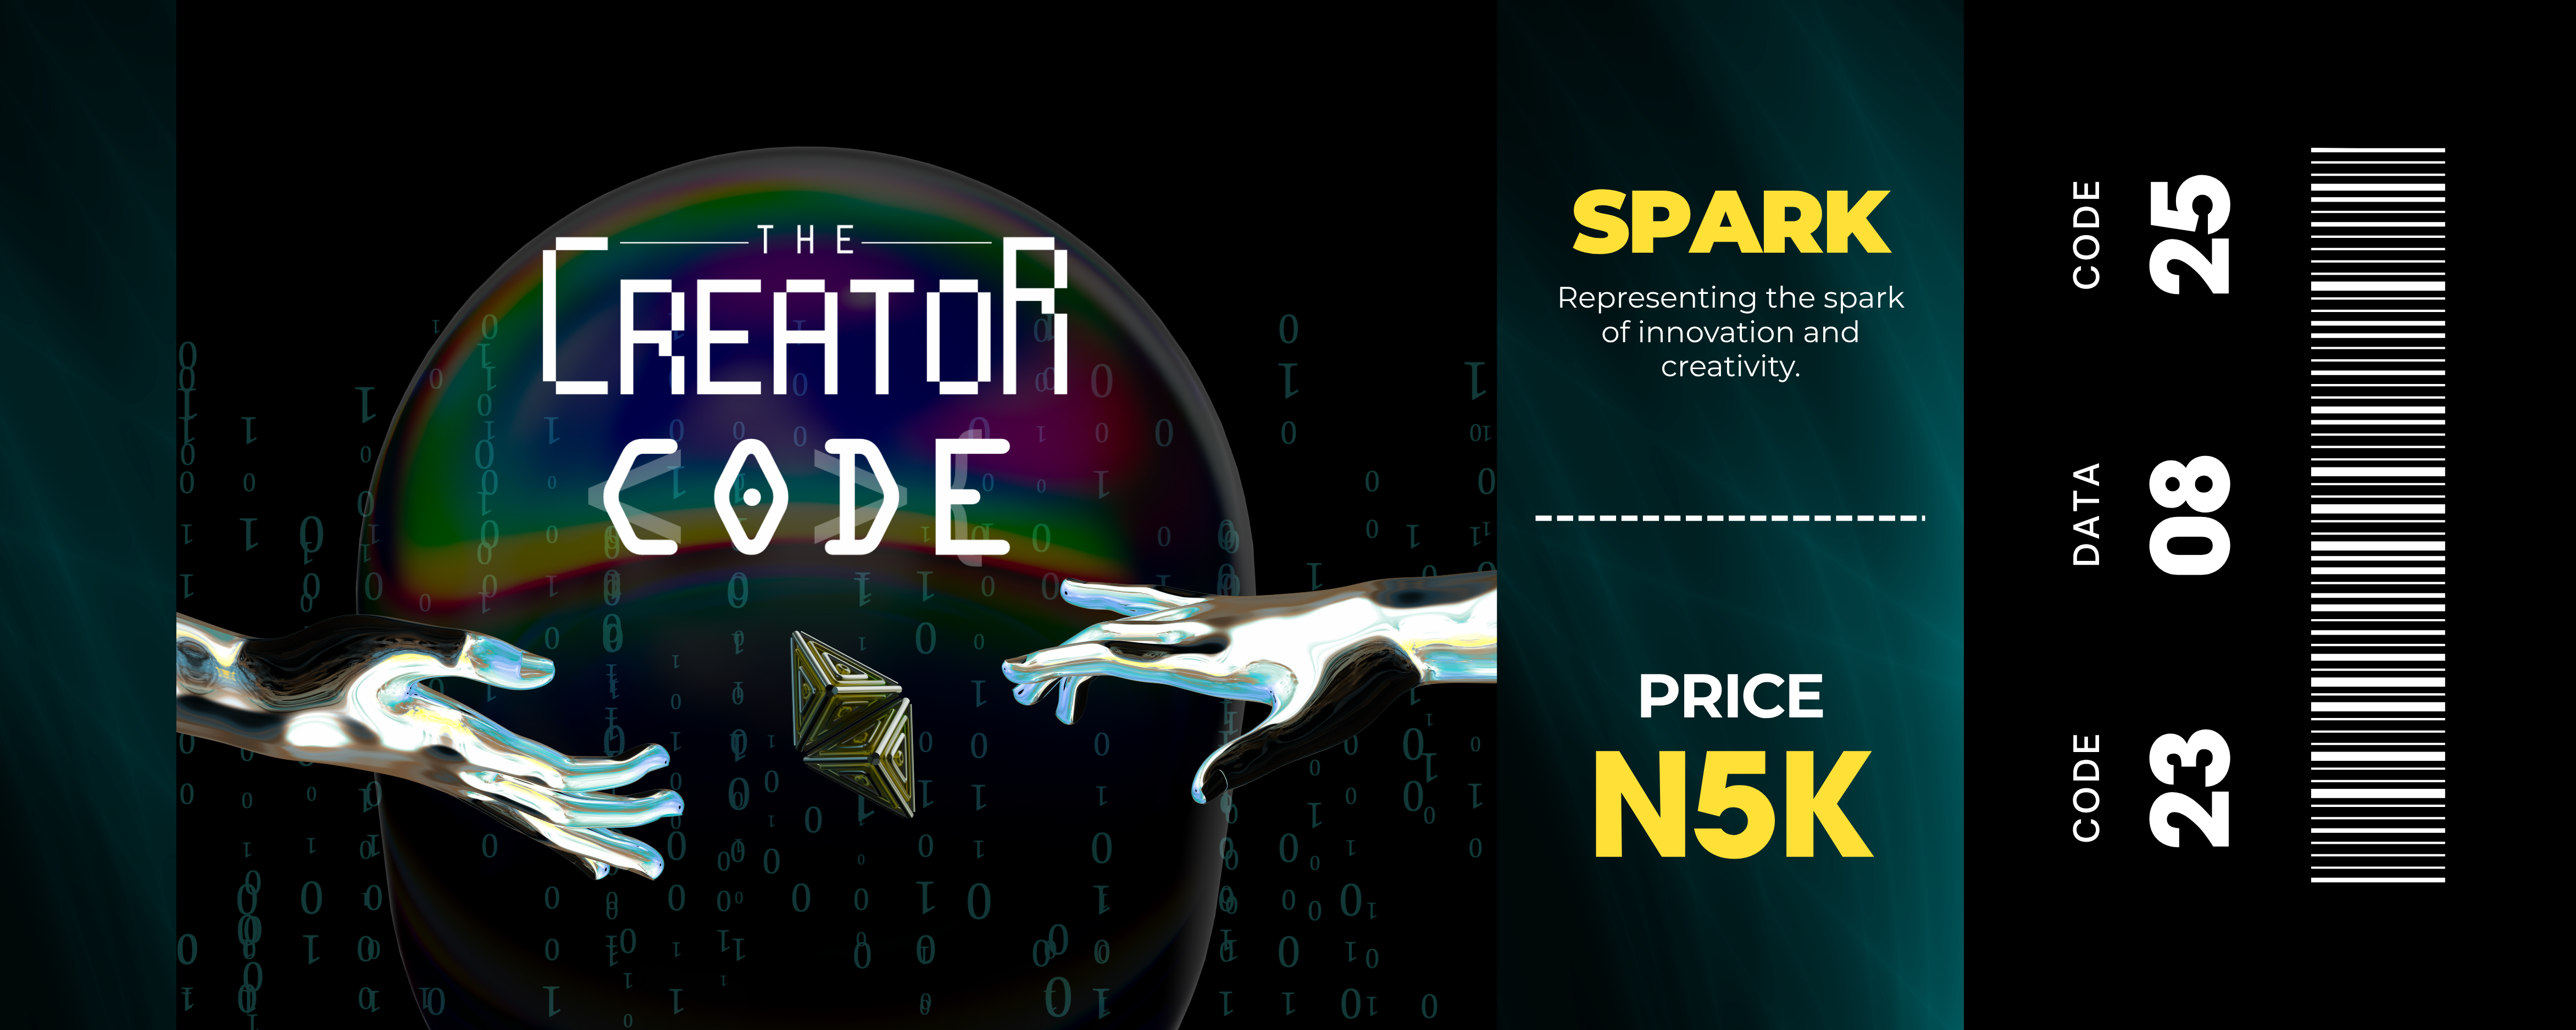 THE
CREATOR
CODE
SPARK
Representing the spark
of innovation and
creativity.
PRICE
N5K
CODE
25
DATA
08
CODE
23